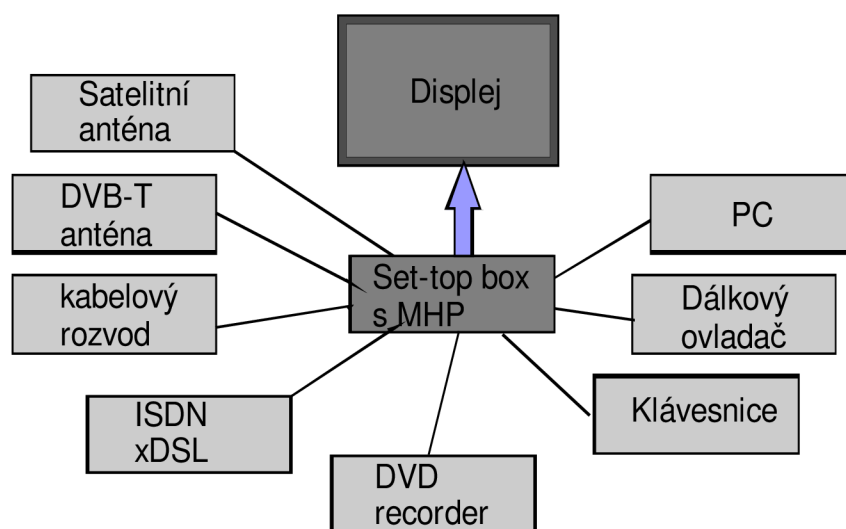 Displej
Satelitní
anténa
DVB-T
anténa
PC
Set-top box
s MHP
kabelový
rozvod
Dálkový
ovladač
ISDN
xDSL
Klávesnice
DVD
recorder